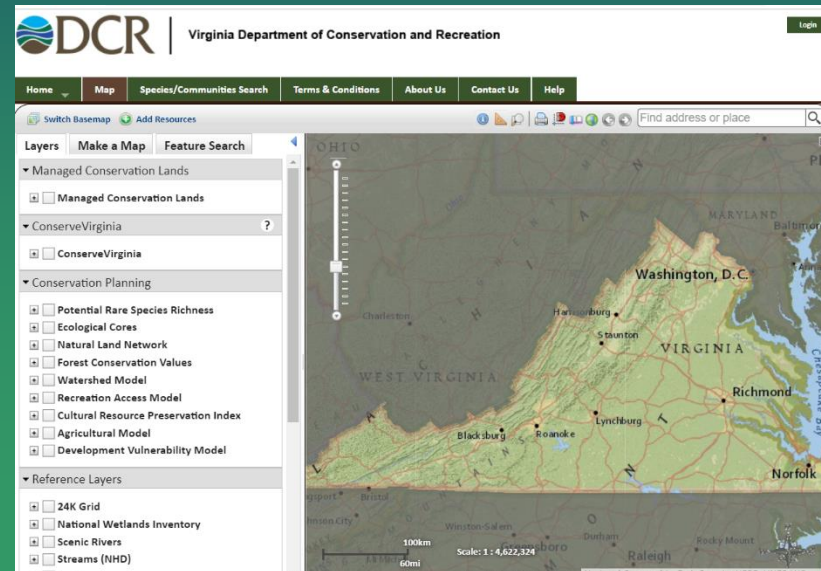 DCR
Virginia Department of Conservation and Recreation
Login
Home
Map
Species/Communities Search
Terms & Conditions
About Us
Contact Us
Help
Switch Basemap
Add Resources
Find address or place
Layers
Make a Map
Feature Search
Managed Conservation Lands
Managed Conservation Lands
ConserveVirginia
?
ConserveVirginia
Conservation Planning
Potential Rare Species Richness
Ecological Cores
Natural Land Network
Forest Conservation Values
Watershed Model
Recreation Access Model
Cultural Resource Preservation Index
Agricultural Model
Development Vulnerability Model
Reference Layers
24K Grid
National Wetlands Inventory
Scenic Rivers
Streams (NHD)
OHIO
MARYLAND
Washington, D.C.
Charleston
Harrisonburg
Staunton
VIRGINIA
WEST VIRGINIA
Richmond
Lynchburg
Blacksburg
Roanoke
Norfolk
Bristol
Winston-Salem
Greensboro
Durham
Raleigh
Rocky Mount
100km
60mi
Scale: 1 : 4,622,324